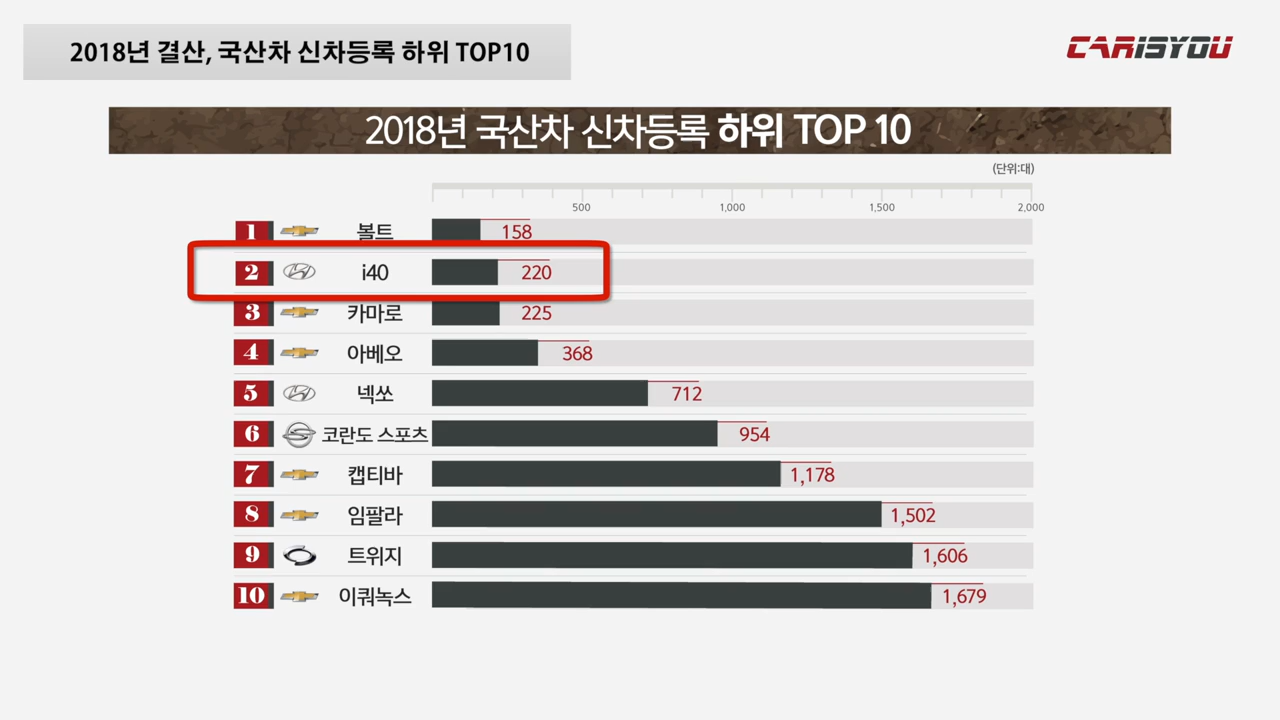 2018년 결산, 국산차 신차등록 하위 TOP10
CARISYOU
2018년 국산차 신차등록 하위 TOP 10
(단위:대)
500 1,000 1,500 2,000
1 볼트 158
2 i40 220
3 카마로 225
4 아베오 368
5 넥쏘 712
6 코란도 스포츠 954
7 캡티바 1,178
8 임팔라 1,502
9 트위지 1,606
10 이쿼녹스 1,679